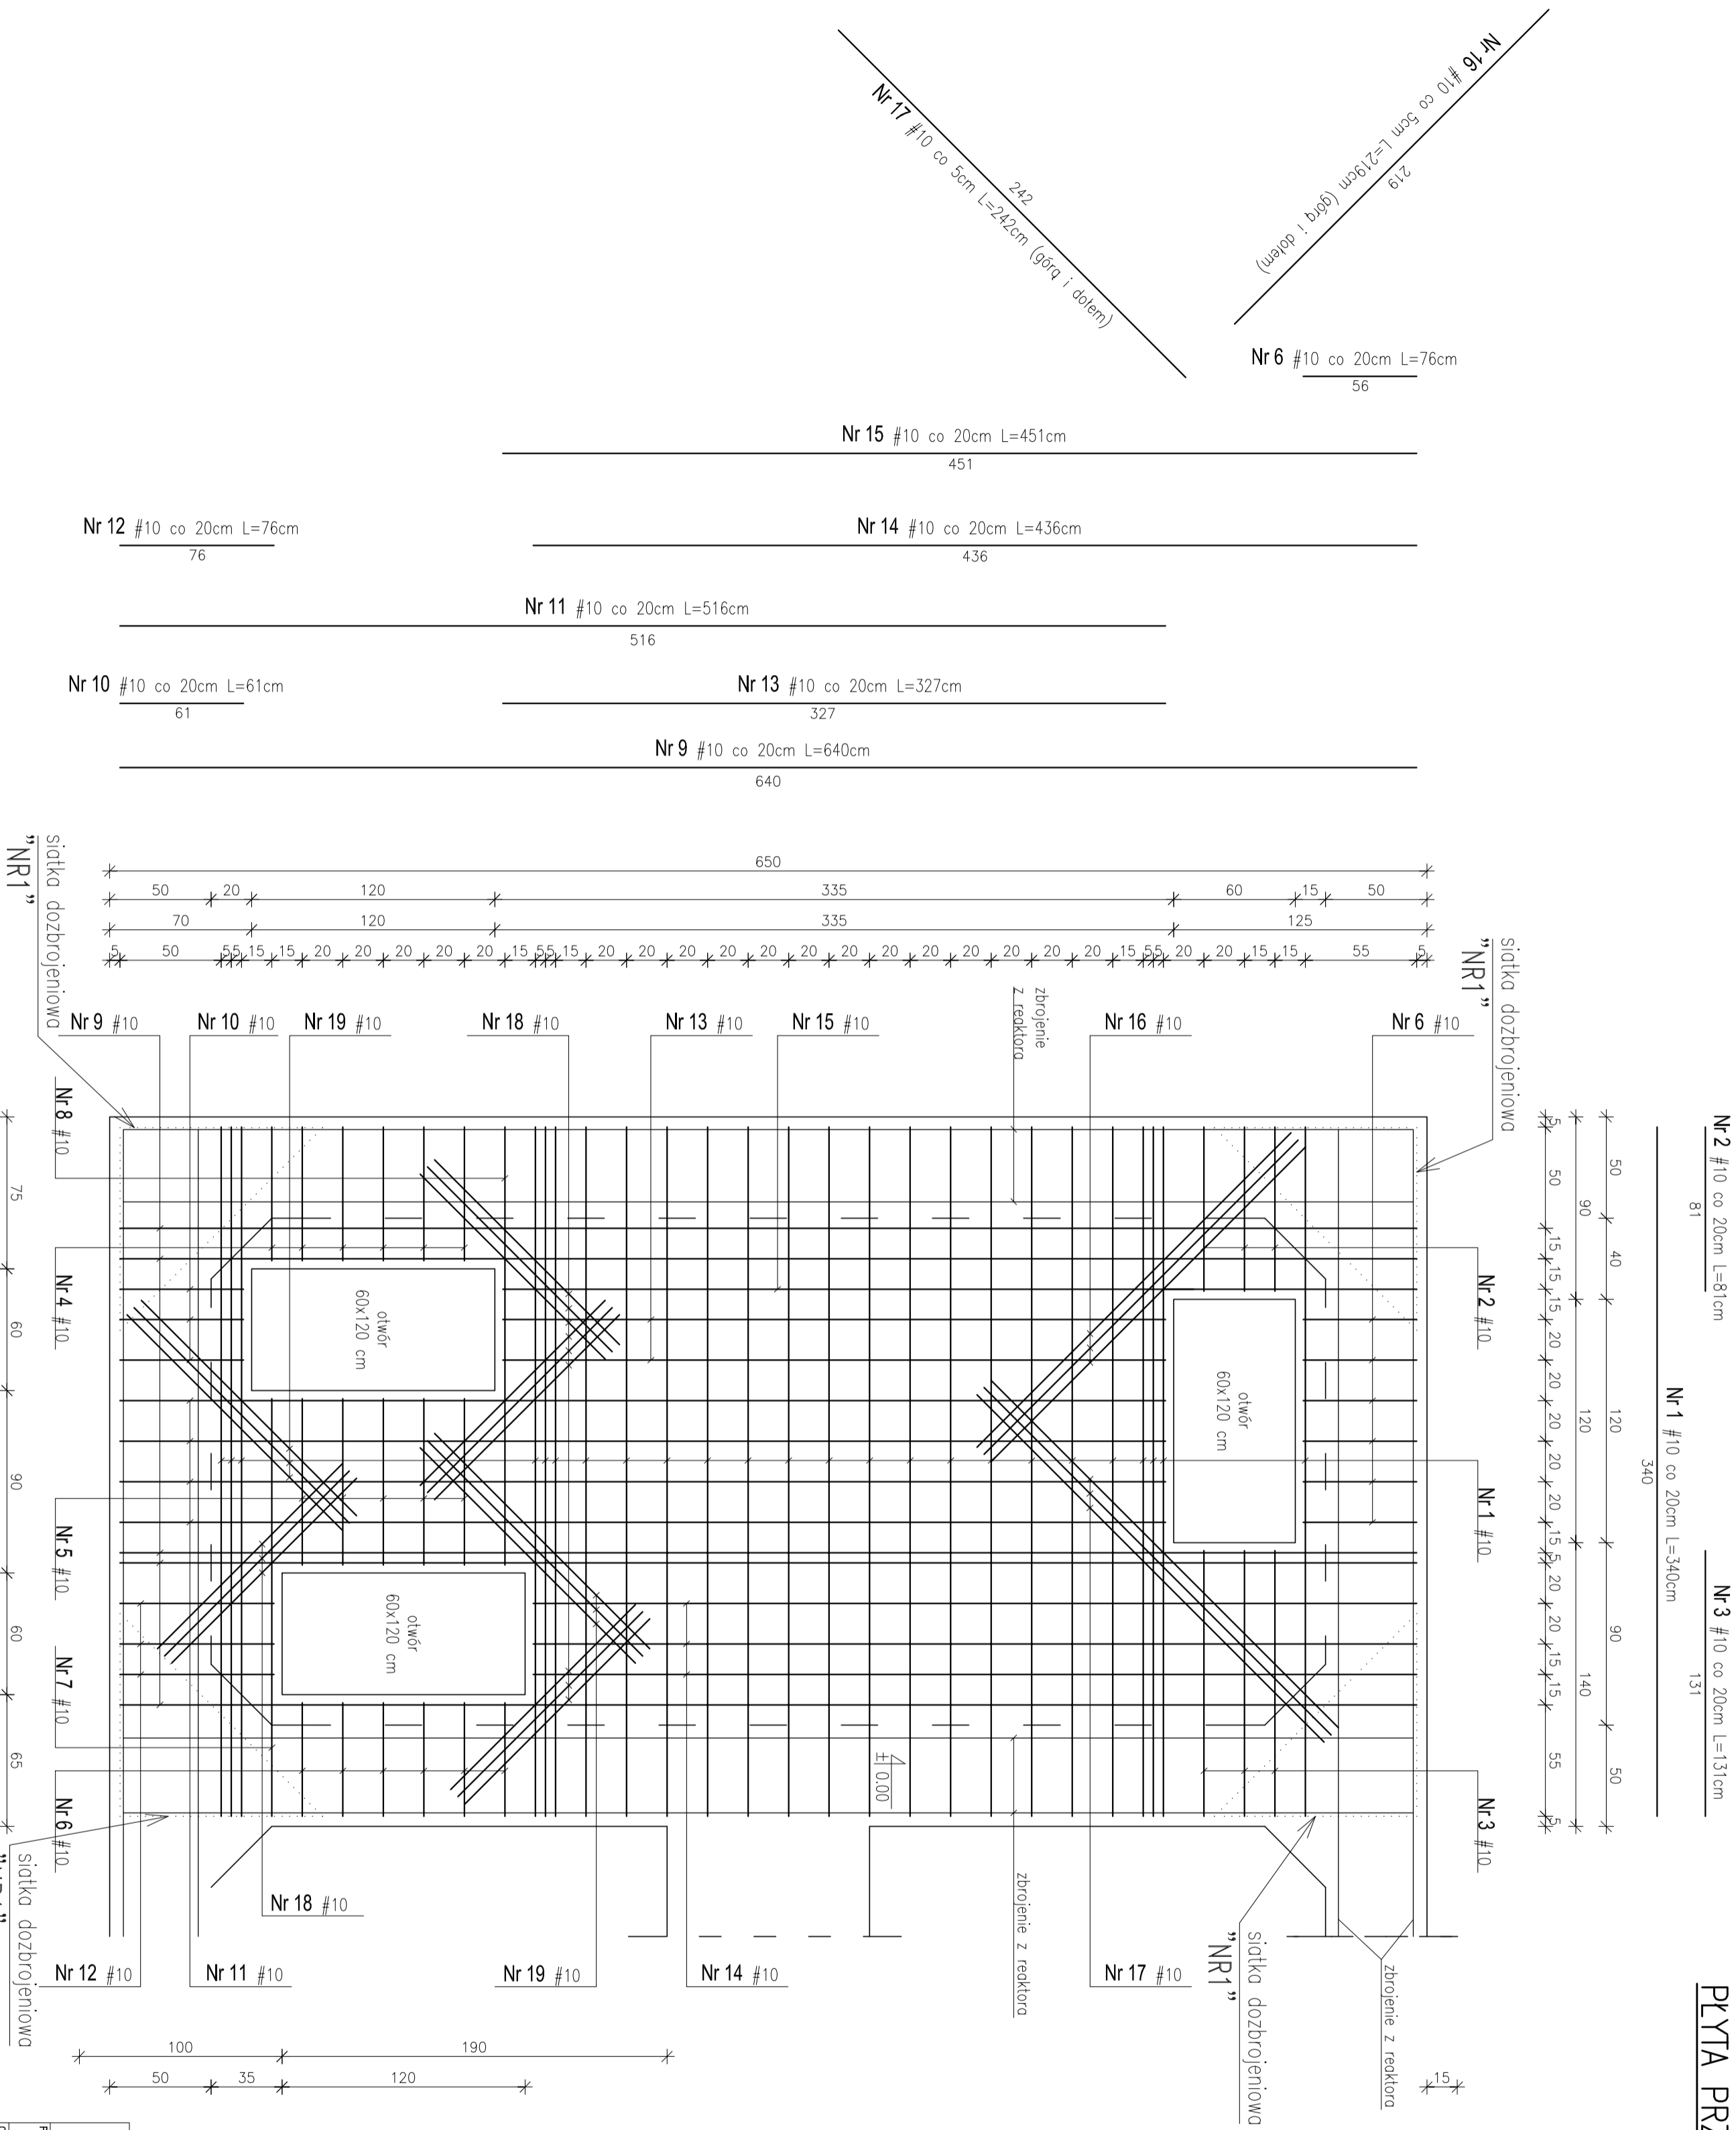 Nr 16 #10 co 5cm L=219cm (górą i dołem)
219
Nr 17 #10 co 5cm L=242cm (górą i dołem)
242
Nr 6 #10 co 20cm L=76cm
56
Nr 15 #10 co 20cm L=451cm
451
Nr 12 #10 co 20cm L=76cm
76
Nr 14 #10 co 20cm L=436cm
436
Nr 11 #10 co 20cm L=516cm
516
Nr 10 #10 co 20cm L=61cm
61
Nr 13 #10 co 20cm L=327cm
327
Nr 9 #10 co 20cm L=640cm
640
siatka dozbrojeniowa
"NR1"
650
50 20 120 335 60 15 50
70 120 335 125
5 50 5 5 15 15 20 20 20 20 20 15 5 5 15 20 20 20 20 20 20 20 20 20 20 20 20 20 15 5 5 20 20 15 15 55 5
siatka dozbrojeniowa
"NR1"
zbrojenie
z reaktora
Nr 9 #10
Nr 10 #10
Nr 19 #10
Nr 18 #10
Nr 13 #10
Nr 15 #10
Nr 16 #10
Nr 6 #10
Nr 2 #10 co 20cm L=81cm
81
Nr 1 #10 co 20cm L=340cm
340
Nr 3 #10 co 20cm L=131cm
131
50 40 120 90 50
90 120 140
5 50 15 15 15 20 20 20 20 20 15 5 20 20 15 15 55 5
Nr 8 #10
Nr 4 #10
Nr 5 #10
Nr 7 #10
Nr 6 #10
75 60 90 60 65
otwór
60x120 cm
otwór
60x120 cm
otwór
60x120 cm
Nr 2 #10
Nr 1 #10
Nr 3 #10
± 0.00
siatka dozbrojeniowa
Nr 18 #10
zbrojenie z reaktora
siatka dozbrojeniowa
"NR1"
zbrojenie z reaktora
Nr 12 #10
Nr 11 #10
Nr 19 #10
Nr 14 #10
Nr 17 #10
100 190
50 35 120
15
PŁYTA PRZ